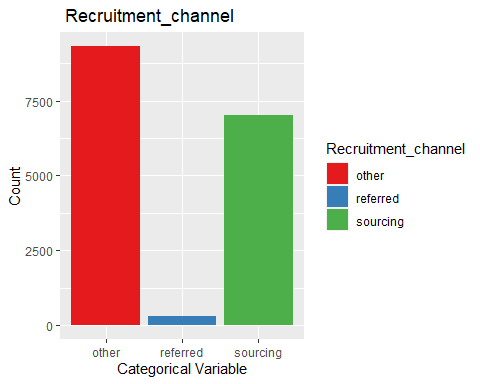 Recruitment_channel
Count
7500
5000
2500
0
other referred sourcing
Categorical Variable
Recruitment_channel
other
referred
sourcing